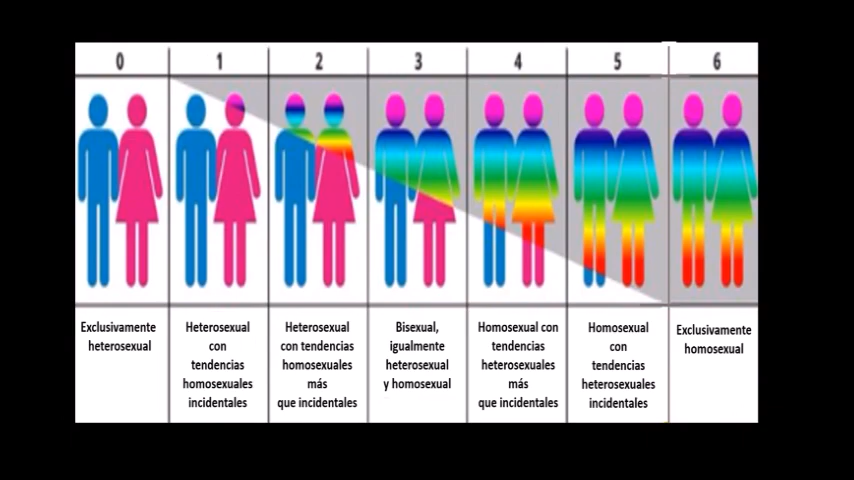 0 1 2 3 4 5 6
Exclusivamente
heterosexual
Heterosexual
con
tendencias
homosexuales
incidentales
Heterosexual
con tendencias
homosexuales
más
que incidentales
Bisexual,
igualmente
heterosexual
y homosexual
Homosexual con
tendencias
heterosexuales
más
que incidentales
Homosexual
con
tendencias
heterosexuales
incidentales
Exclusivamente
homosexual